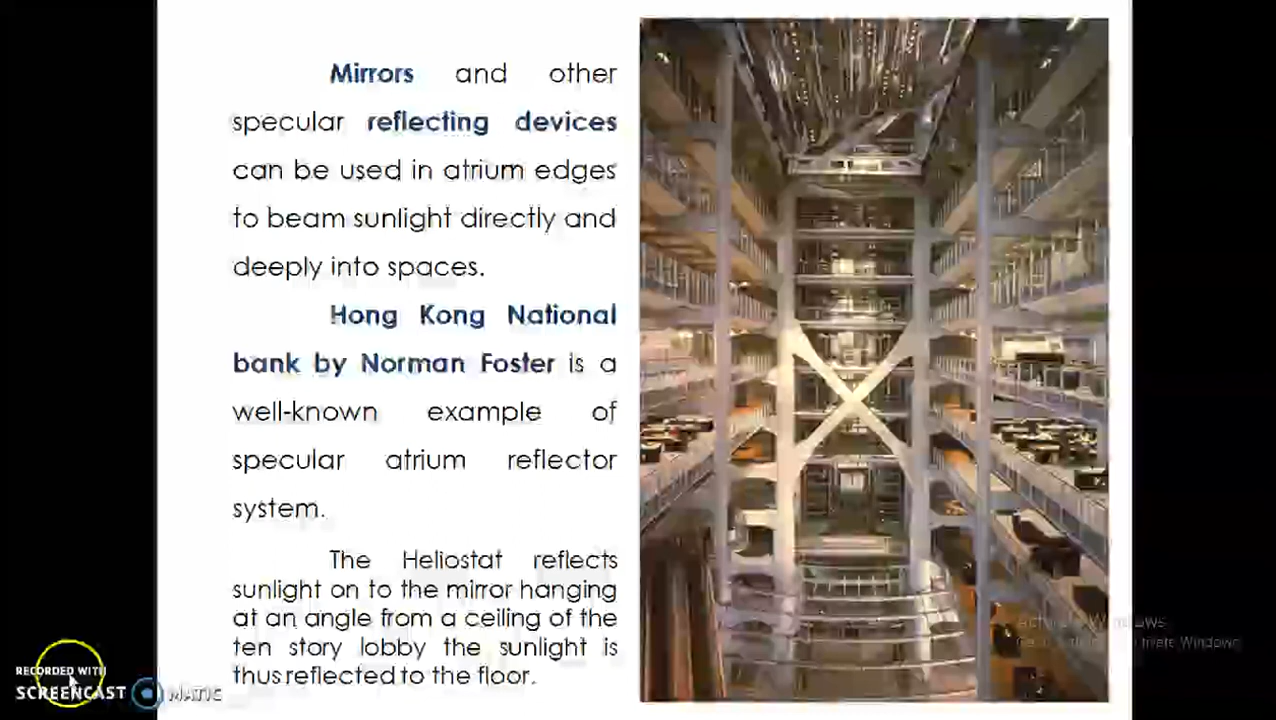 Mirrors and other
specular reflecting devices
can be used in atrium edges
to beam sunlight directly and
deeply into spaces.
Hong Kong National
bank by Norman Foster is a
well-known example of
specular atrium reflector
system.
The Heliostat reflects
sunlight on to the mirror hanging
at an angle from a ceiling of the
ten story lobby the sunlight is
thus reflected to the floor.
RECORDED WITH
SCREENCAST MATIC